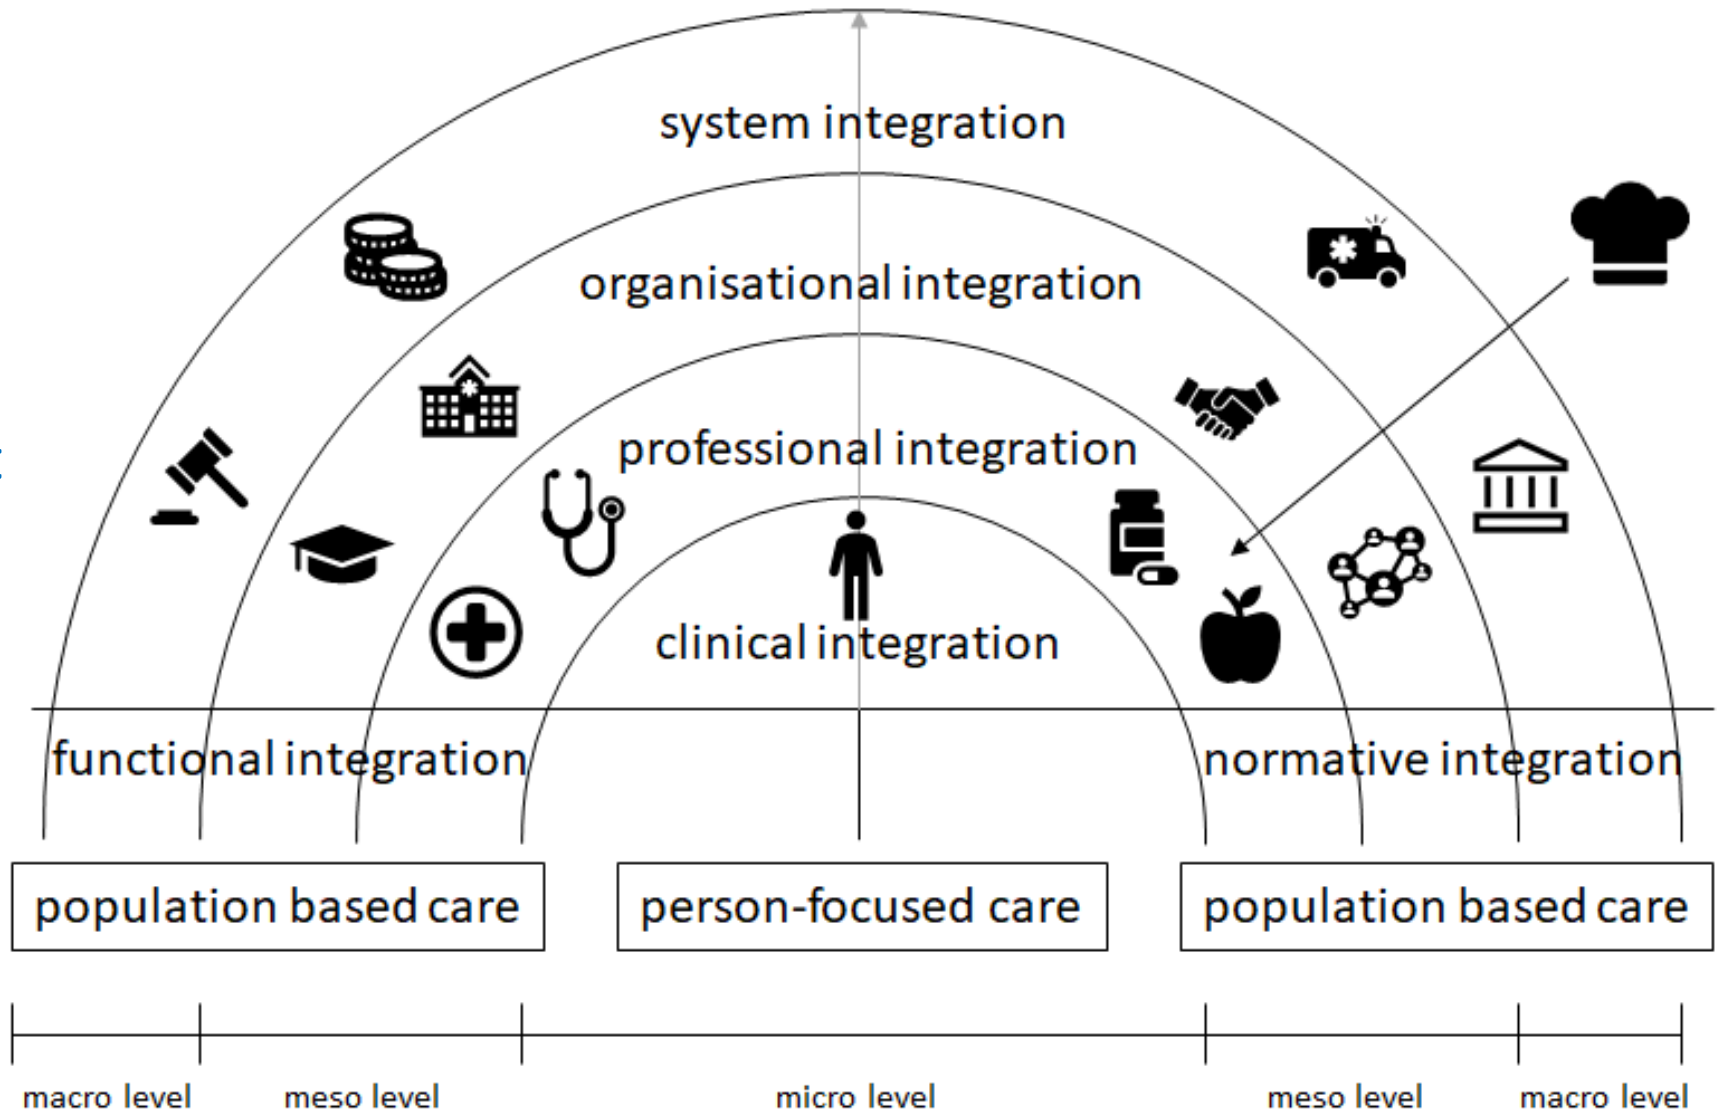 system integration
organisational integration
professional integration
clinical integration
functional integration
normative integration
population based care
person-focused care
population based care
macro level
meso level
micro level
meso level
macro level